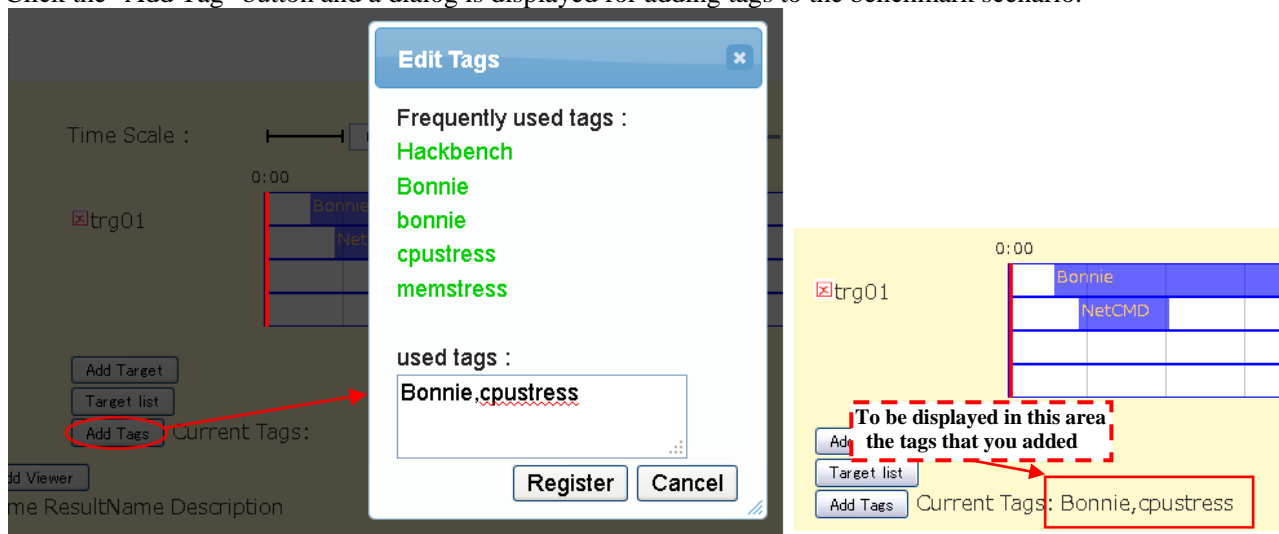 Click the "Add Tag" button and a dialog is displayed for adding tags to the benchmark scenario.
Edit Tags
Frequently used tags :
Hackbench
Bonnie
bonnie
cpustress
memstress
used tags :
Bonnie,cpustress
Register
Cancel
Time Scale :
0:00
trg01
Bonnie
Net
Add Target
Target list
Add Tags
Current Tags:
dd Viewer
me ResultName Description
0:00
trg01
Bonnie
NetCMD
To be displayed in this area
the tags that you added
Ad
Target list
Add Tags
Current Tags: Bonnie,cpustress